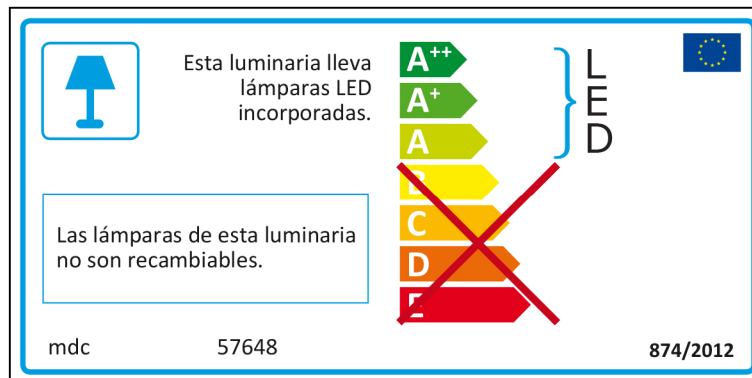 Esta luminaria lleva
lámparas LED
incorporadas.
A++
A+
A
B
C
D
E
L
E
D
Las lámparas de esta luminaria
no son recambiables.
mdc 57648 874/2012